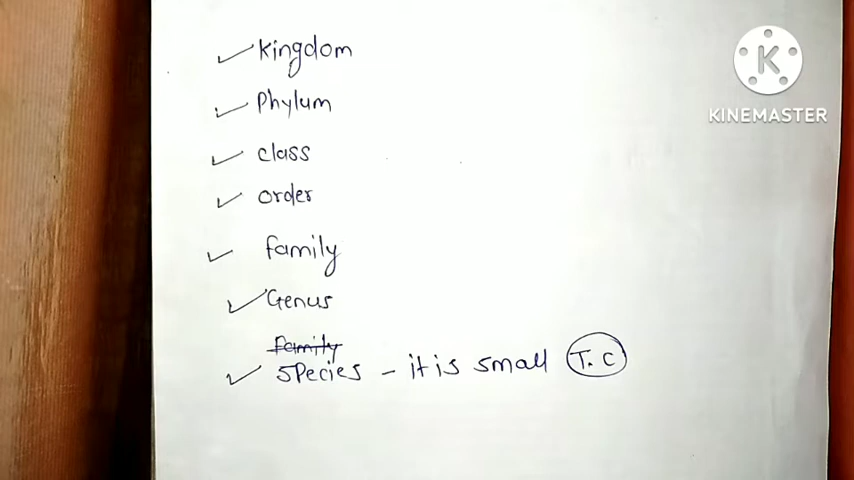 Kingdom
Phylum
class
order
family
Genus
family
species - it is small T.C
K
KINEMASTER